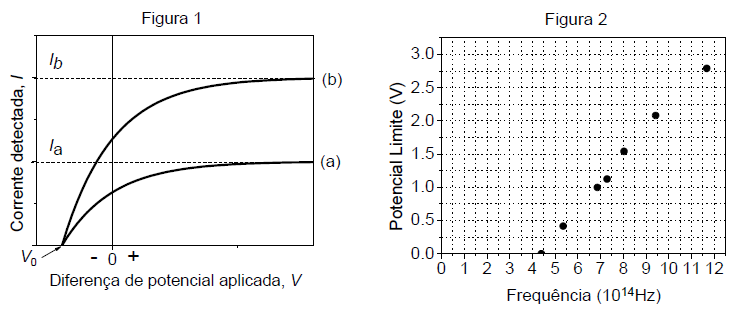 Figura 1
I_b
(b)
I_a
(a)
Corrente detectada, I
V_0
- 0 +
Diferença de potencial aplicada, V
Figura 2
3.0
2.5
2.0
1.5
1.0
0.5
0.0
Potencial Limite (V)
0 1 2 3 4 5 6 7 8 9 10 11 12
Frequência (10^14Hz)